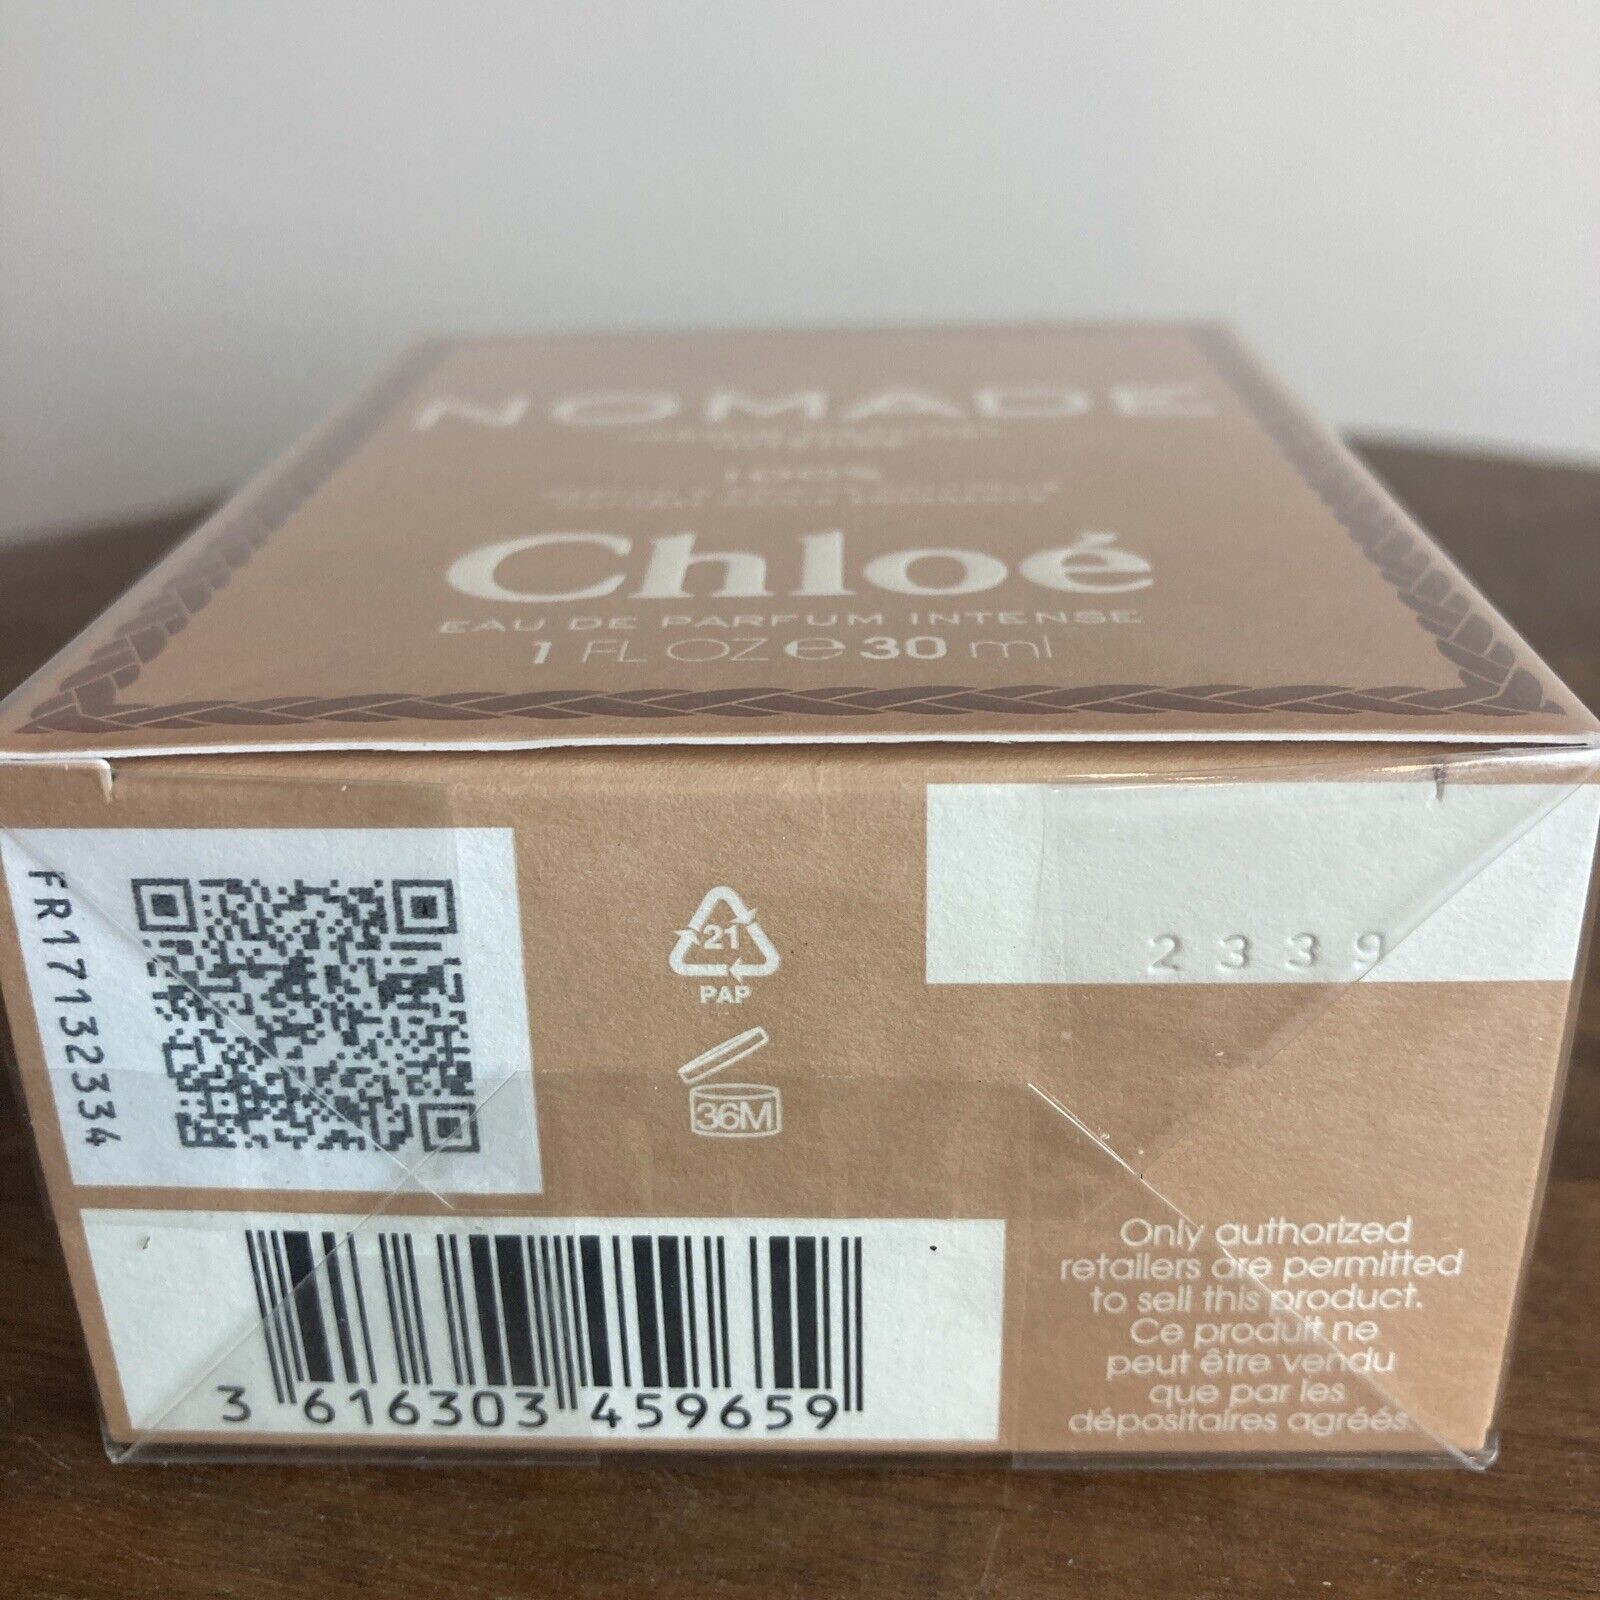 NOMADE
100%
Chloé
EAU DE PARFUM INTENSE
1 FL OZ e 30 ml
FR17132334
21
PAP
36M
2339
3 616303 459659
Only authorized
retailers are permitted
to sell this product.
Ce produit ne
peut être vendu
que par les
dépositaires agréés.